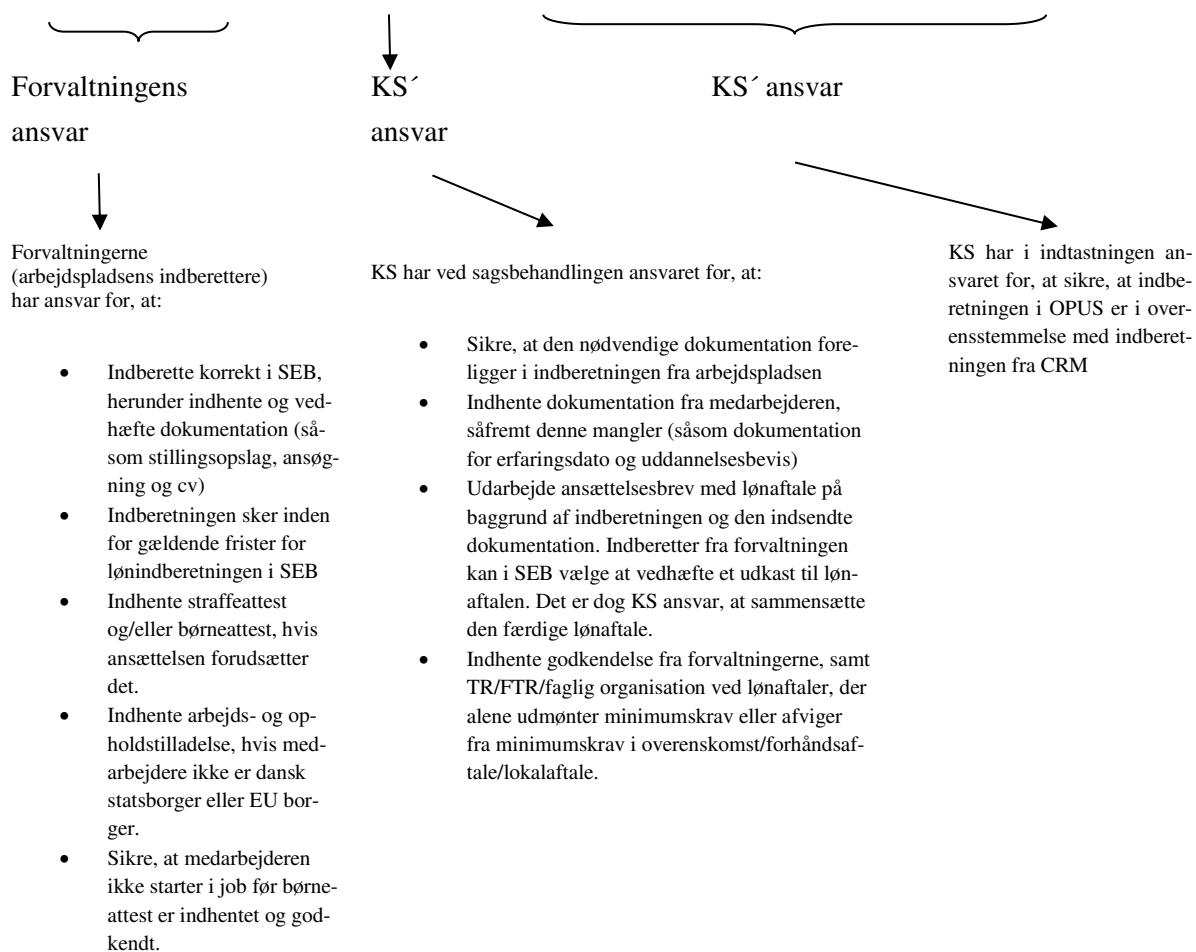 Forvaltningens
ansvar
KS´
ansvar
KS´ ansvar
Forvaltningerne
(arbejdspladsens indberettere)
har ansvar for, at:
• Indberette korrekt i SEB,
herunder indhente og ved-
hæfte dokumentation (så-
som stillingsopslag, ansøg-
ning og cv)
• Indberetningen sker inden
for gældende frister for
lønindberetningen i SEB
• Indhente straffeattest
og/eller børneattest, hvis
ansættelsen forudsætter
det.
• Indhente arbejds- og op-
holdstilladelse, hvis med-
arbejdere ikke er dansk
statsborger eller EU bor-
ger.
• Sikre, at medarbejderen
ikke starter i job før børne-
attest er indhentet og god-
kendt.
KS har ved sagsbehandlingen ansvaret for, at:
• Sikre, at den nødvendige dokumentation fore-
ligger i indberetningen fra arbejdspladsen
• Indhente dokumentation fra medarbejderen,
såfremt denne mangler (såsom dokumentation
for erfaringsdato og uddannelsesbevis)
• Udarbejde ansættelsesbrev med lønaftale på
baggrund af indberetningen og den indsendte
dokumentation. Indberetter fra forvaltningen
kan i SEB vælge at vedhæfte et udkast til løn-
aftalen. Det er dog KS ansvar, at sammensætte
den færdige lønaftale.
• Indhente godkendelse fra forvaltningerne, samt
TR/FTR/faglig organisation ved lønaftaler, der
alene udmønter minimumskrav eller afviger
fra minimumskrav i overenskomst/forhåndsaf-
tale/lokalaftale.
KS har i indtastningen an-
svaret for, at sikre, at indbe-
retningen i OPUS er i over-
ensstemmelse med indberet-
ningen fra CRM